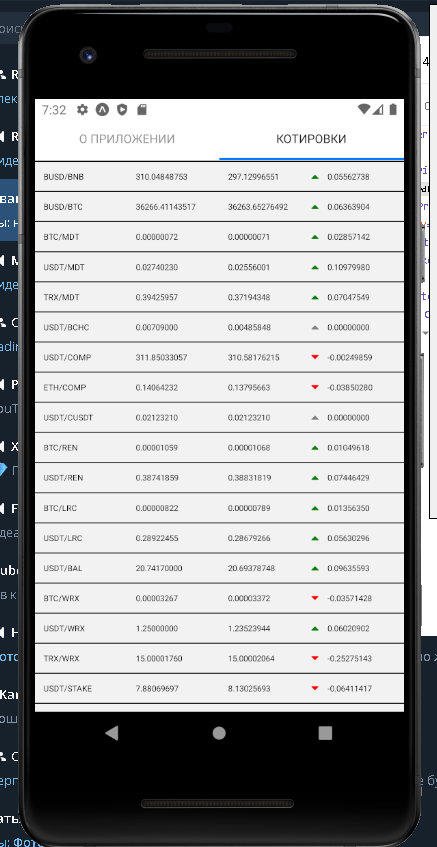 7:32
О ПРИЛОЖЕНИИ КОТИРОВКИ
BUSD/BNB 310.04848753 297.12996551 0.05562738
BUSD/BTC 36266.41143517 36263.65276492 0.06363904
BTC/MDT 0.00000072 0.00000071 0.02857142
USDT/MDT 0.02740230 0.02556001 0.10979980
TRX/MDT 0.39425957 0.37194348 0.07047549
USDT/BCHC 0.00709000 0.00485848 0.00000000
USDT/COMP 311.85033057 310.58176215 -0.00249859
ETH/COMP 0.14064232 0.13795663 -0.03850280
USDT/CUSDT 0.02123210 0.02123210 0.00000000
BTC/REN 0.00001059 0.00001068 0.01049618
USDT/REN 0.38741859 0.38831819 0.07446429
BTC/LRC 0.00000822 0.00000789 0.01356350
USDT/LRC 0.28922455 0.28679266 0.05630296
USDT/BAL 20.74170000 20.69378748 0.09635593
BTC/WRX 0.00003267 0.00003372 -0.03571428
USDT/WRX 1.25000000 1.23523944 0.06020902
TRX/WRX 15.00001760 15.00002064 -0.25275143
USDT/STAKE 7.88069697 8.13025693 -0.06411417